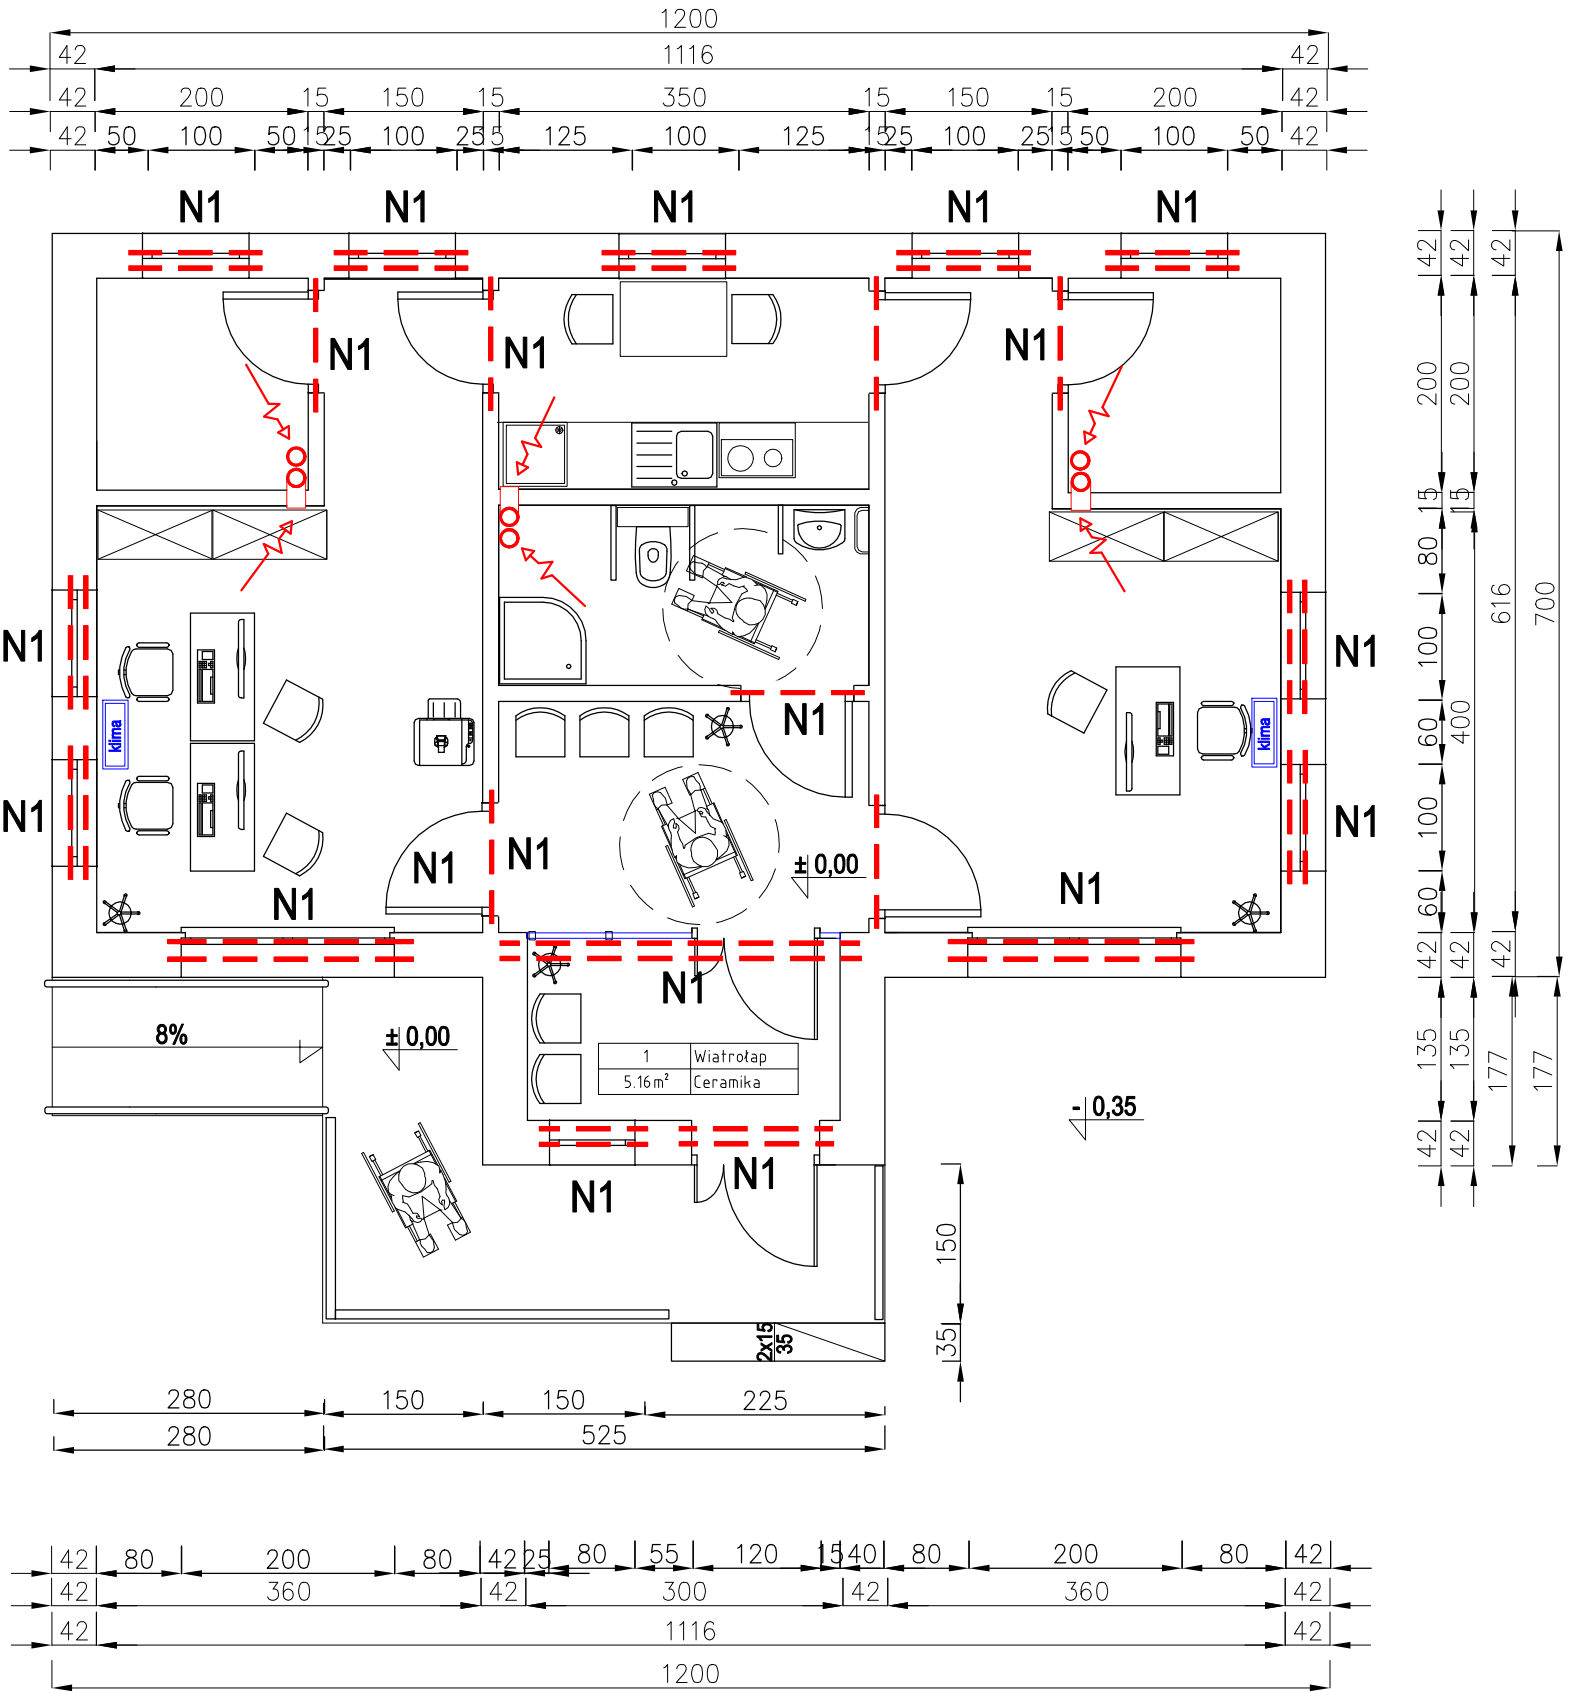 1200
42 1116 42
42 200 15 150 15 350 15 150 15 200 42
42 50 100 50 15 25 100 25 15 125 100 125 15 25 100 25 15 50 100 50 42
N1 N1 N1 N1 N1
42 42 42
N1 N1 N1
200 200
15 15
80
616 700
N1 N1
100
klima klima
N1
60 400
N1 N1
100
± 0,00
N1 N1
N1 N1
60
42 42 42
N1
8%
± 0,00
1 Wiatrołap
5.16m² Ceramika
135 135 177 177
- 0,35
42 42
N1
N1
150
2x15
35
35
280 150 150 225
280 525
42 80 200 80 42 25 80 55 120 15 40 80 200 80 42
42 360 42 300 42 360 42
42 1116 42
1200